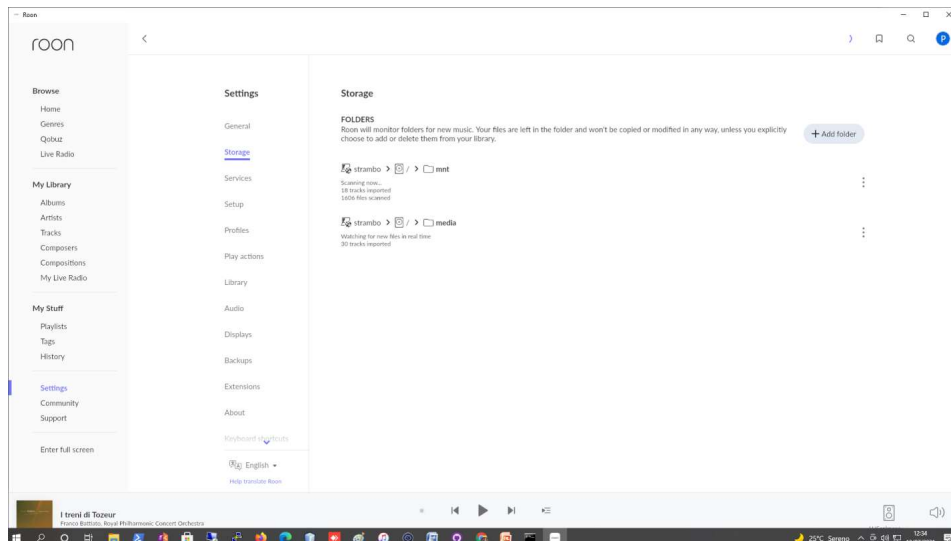 Roon
roon
P
Browse
Home
Genres
Qobuz
Live Radio
My Library
Albums
Artists
Tracks
Composers
Compositions
My Live Radio
My Stuff
Playlists
Tags
History
Settings
Community
Support
Enter full screen
Settings
General
Storage
Services
Setup
Profiles
Play actions
Library
Audio
Displays
Backups
Extensions
About
Keyboard shortcuts
English
Help translate Roon
Storage
FOLDERS
Roon will monitor folders for new music. Your files are left in the folder and won't be copied or modified in any way, unless you explicitly
choose to add or delete them from your library.
+ Add folder
strambo > / > mnt
Scanning now...
18 tracks imported
1606 files scanned
strambo > / > media
Watching for new files in real time
30 tracks imported
I treni di Tozeur
Franco Battiato, Royal Philharmonic Concert Orchestra
25°C Sereno
12:34